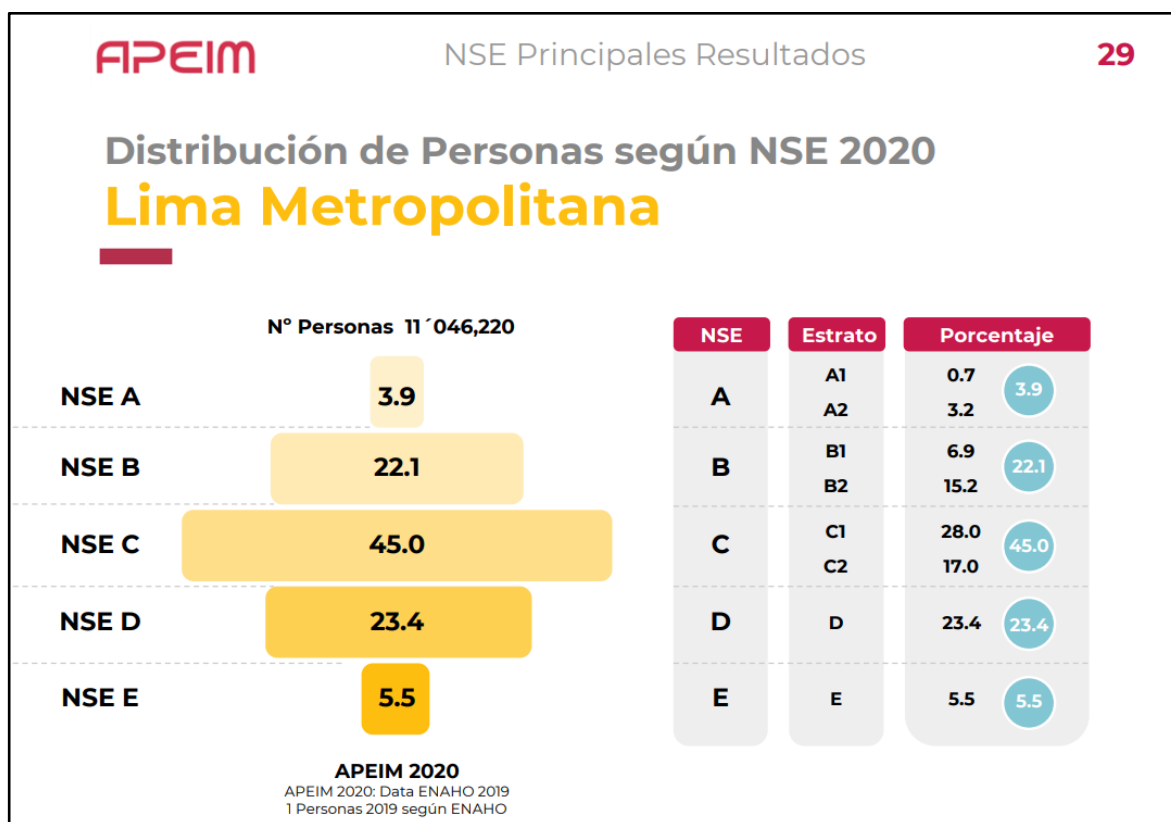 APEIM
NSE Principales Resultados
29
Distribución de Personas según NSE 2020
Lima Metropolitana
Nº Personas 11´046,220
NSE A 3.9
NSE B 22.1
NSE C 45.0
NSE D 23.4
NSE E 5.5
APEIM 2020
APEIM 2020: Data ENAHO 2019
1 Personas 2019 según ENAHO
NSE Estrato Porcentaje
A A1 0.7 3.9
A2 3.2
B B1 6.9 22.1
B2 15.2
C C1 28.0 45.0
C2 17.0
D D 23.4 23.4
E E 5.5 5.5